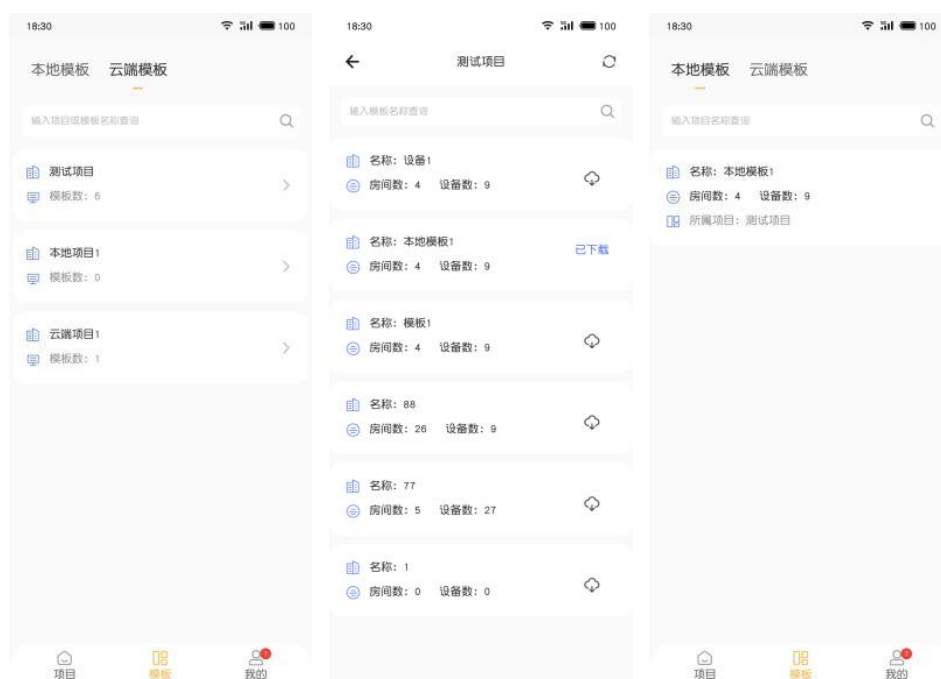 18:30
100
本地模板 云端模板
输入项目或模板名称查询
测试项目
模板数: 6
本地项目1
模板数: 0
云端项目1
模板数: 1
项目
模板
我的
18:30
100
测试项目
输入模板名称查询
名称: 设备1
房间数: 4 设备数: 9
名称: 本地模板1
房间数: 4 设备数: 9
已下载
名称: 模板1
房间数: 4 设备数: 9
名称: 88
房间数: 26 设备数: 9
名称: 77
房间数: 5 设备数: 27
名称: 1
房间数: 0 设备数: 0
18:30
100
本地模板 云端模板
输入项目名称查询
名称: 本地模板1
房间数: 4 设备数: 9
所属项目: 测试项目
项目
模板
我的